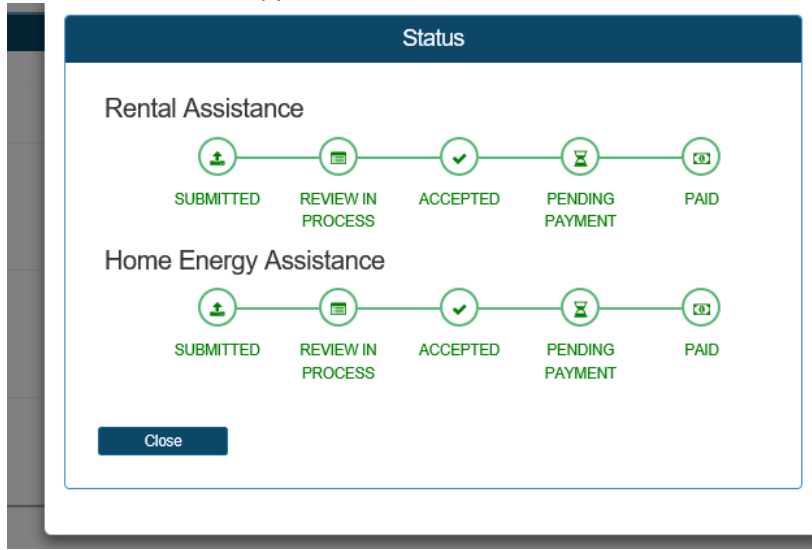 Status
Rental Assistance
SUBMITTED REVIEW IN ACCEPTED PENDING PAID
PROCESS PAYMENT
Home Energy Assistance
SUBMITTED REVIEW IN ACCEPTED PENDING PAID
PROCESS PAYMENT
Close